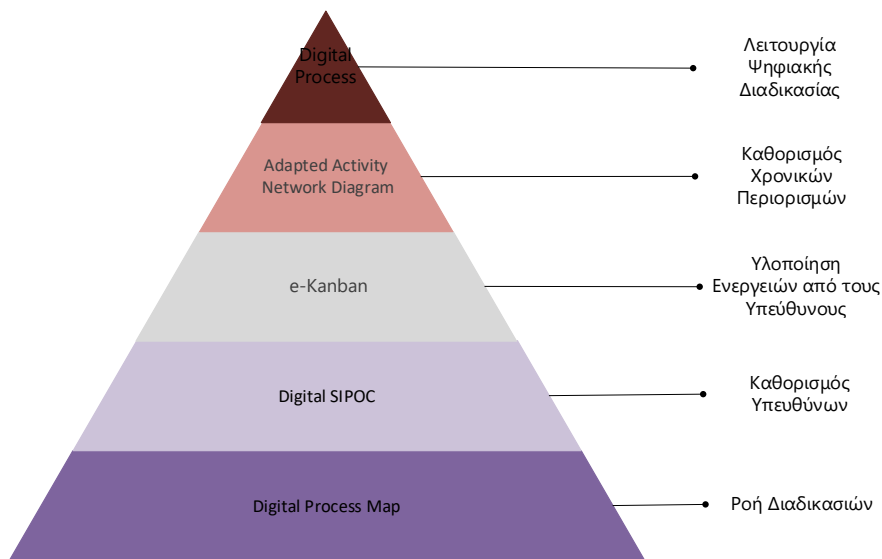 Digital
Process
Λειτουργία
Ψηφιακής
Διαδικασίας
Adapted Activity
Network Diagram
Καθορισμός
Χρονικών
Περιορισμών
e-Kanban
Υλοποίηση
Ενεργειών από τους
Υπεύθυνους
Digital SIPOC
Καθορισμός
Υπευθύνων
Digital Process Map
Ροή Διαδικασιών